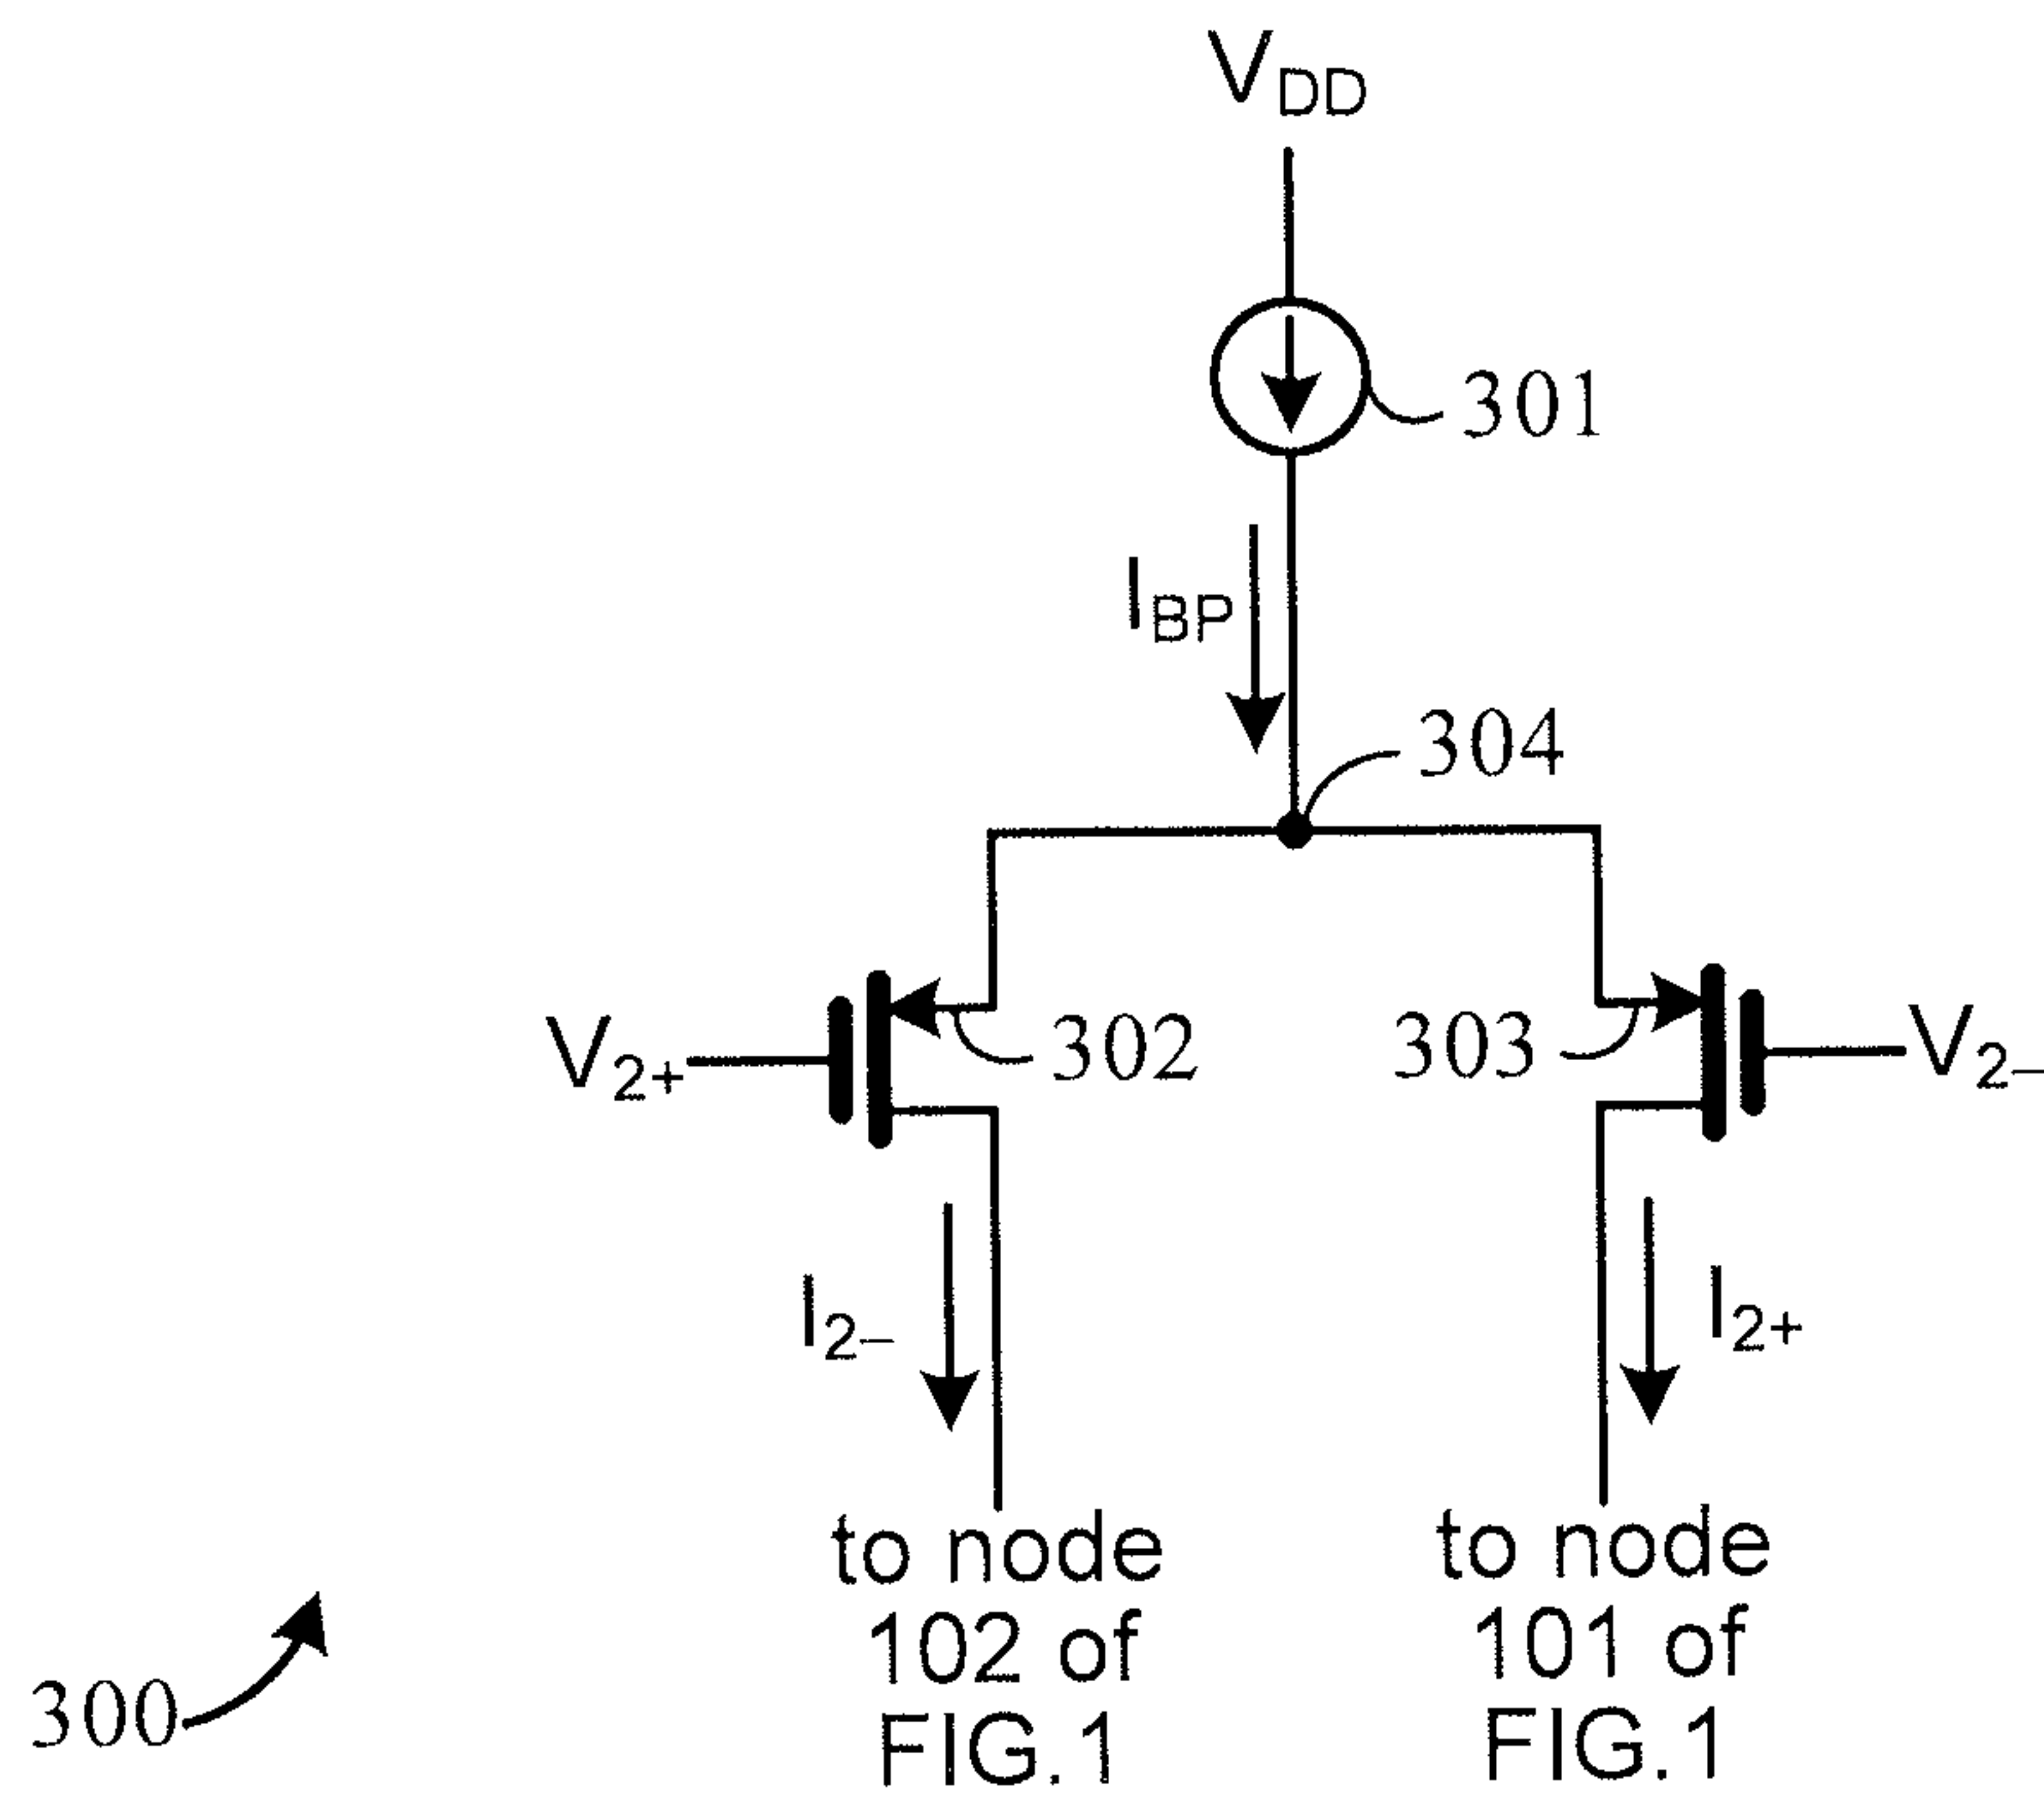 VDD
301
IBP
304
V2+
302
303
V2−
I2−
I2+
to node
102 of
FIG.1
to node
101 of
FIG.1
300